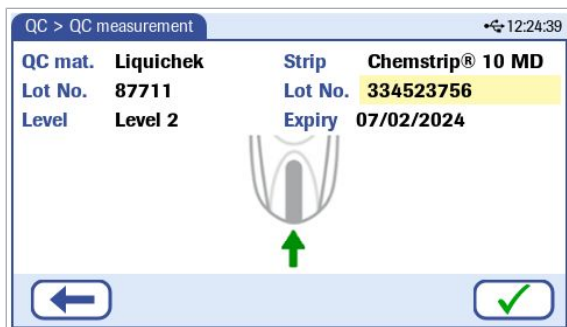 QC > QC measurement 12:24:39
QC mat. Liquichek Strip Chemstrip® 10 MD
Lot No. 87711 Lot No. 334523756
Level Level 2 Expiry 07/02/2024